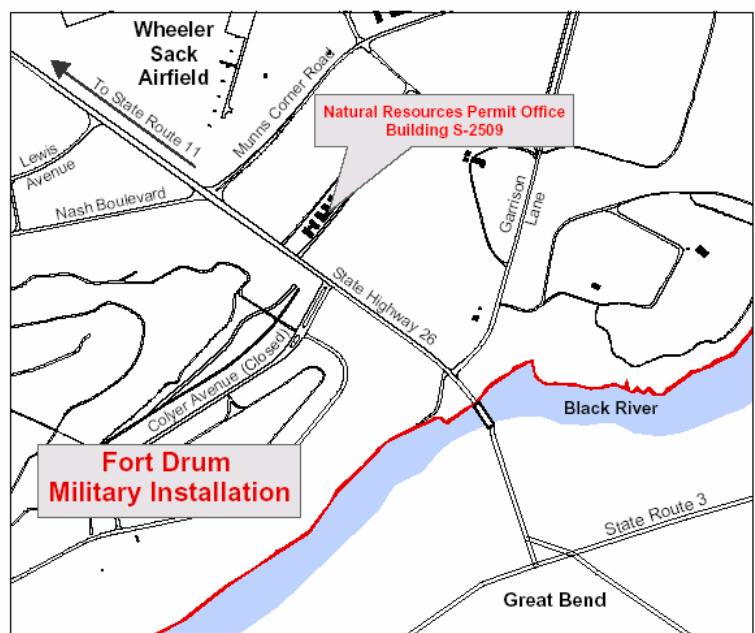 Wheeler
Sack
Airfield
To State Route 11
Munns Corner Road
Natural Resources Permit Office
Building S-2509
Lewis
Avenue
Nash Boulevard
Garrison
Lane
State Highway 26
Colyer Avenue (Closed)
Black River
Fort Drum
Military Installation
State Route 3
Great Bend